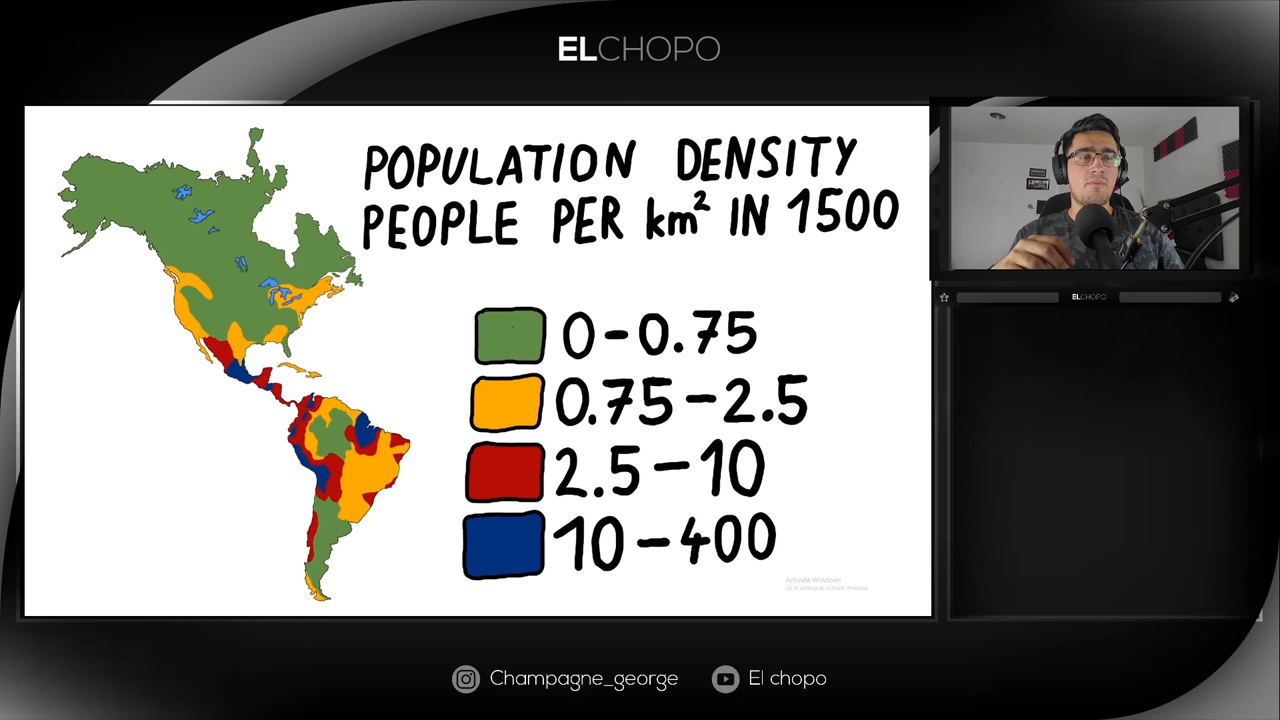 ELCHOPO
POPULATION DENSITY
PEOPLE PER km² IN 1500
0-0.75
0.75-2.5
2.5-10
10-400
Activate Windows
Go to Settings to activate Windows.
ELCHOPO
Champagne_george
El chopo